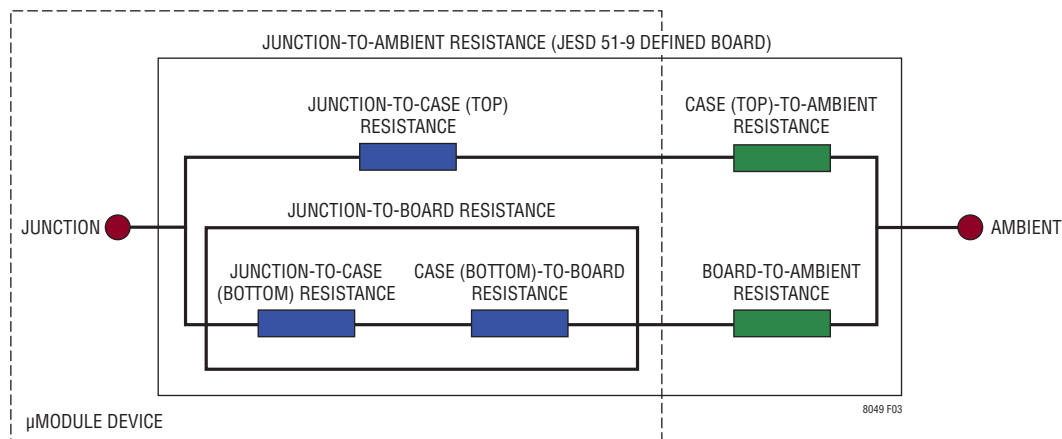 JUNCTION-TO-AMBIENT RESISTANCE (JESD 51-9 DEFINED BOARD)
JUNCTION-TO-CASE (TOP)
RESISTANCE
CASE (TOP)-TO-AMBIENT
RESISTANCE
JUNCTION-TO-BOARD RESISTANCE
JUNCTION
AMBIENT
JUNCTION-TO-CASE
(BOTTOM) RESISTANCE
CASE (BOTTOM)-TO-BOARD
RESISTANCE
BOARD-TO-AMBIENT
RESISTANCE
8049 F03
µMODULE DEVICE